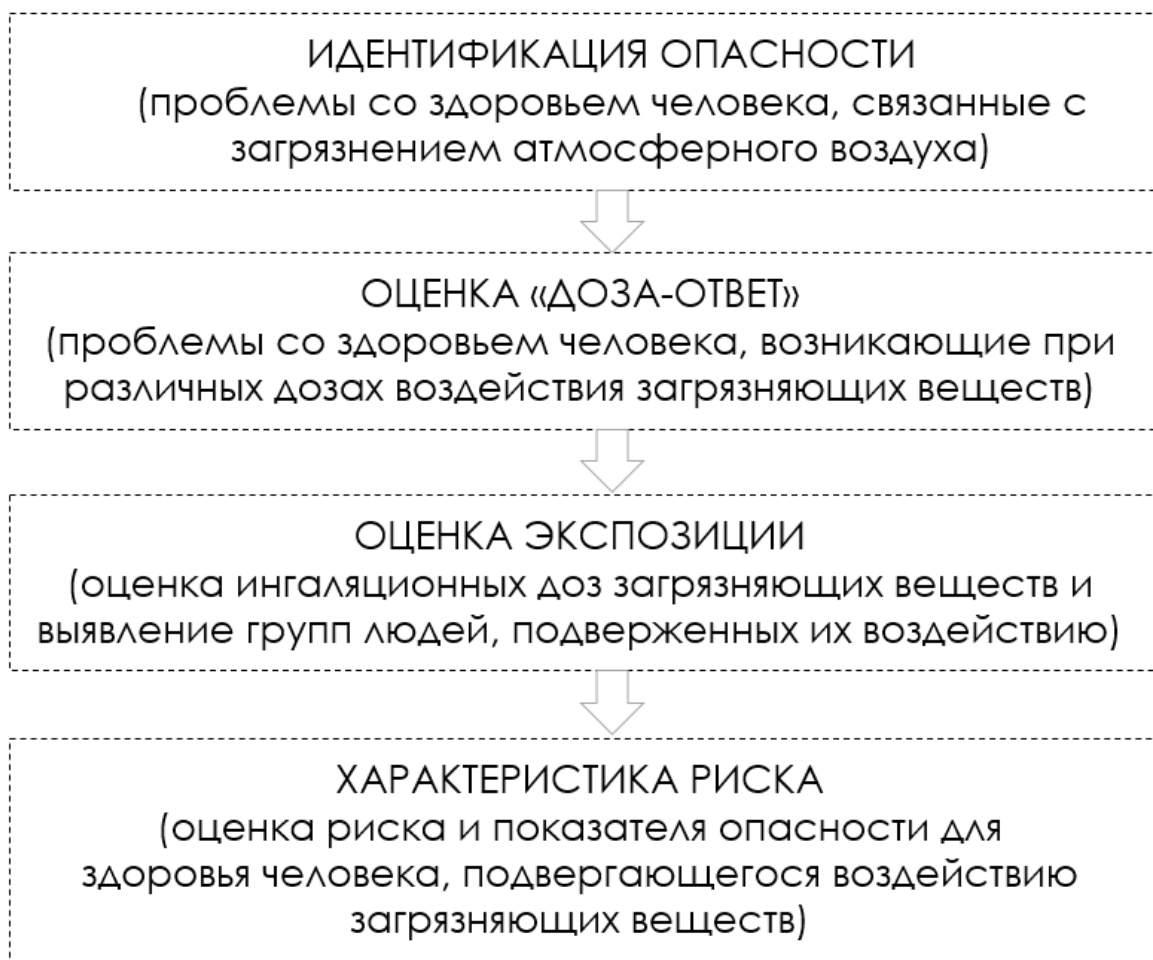 ИДЕНТИФИКАЦИЯ ОПАСНОСТИ
(проблемы со здоровьем человека, связанные с
загрязнением атмосферного воздуха)
ОЦЕНКА «ДОЗА-ОТВЕТ»
(проблемы со здоровьем человека, возникающие при
различных дозах воздействия загрязняющих веществ)
ОЦЕНКА ЭКСПОЗИЦИИ
(оценка ингаляционных доз загрязняющих веществ и
выявление групп людей, подверженных их воздействию)
ХАРАКТЕРИСТИКА РИСКА
(оценка риска и показателя опасности для
здоровья человека, подвергающегося воздействию
загрязняющих веществ)